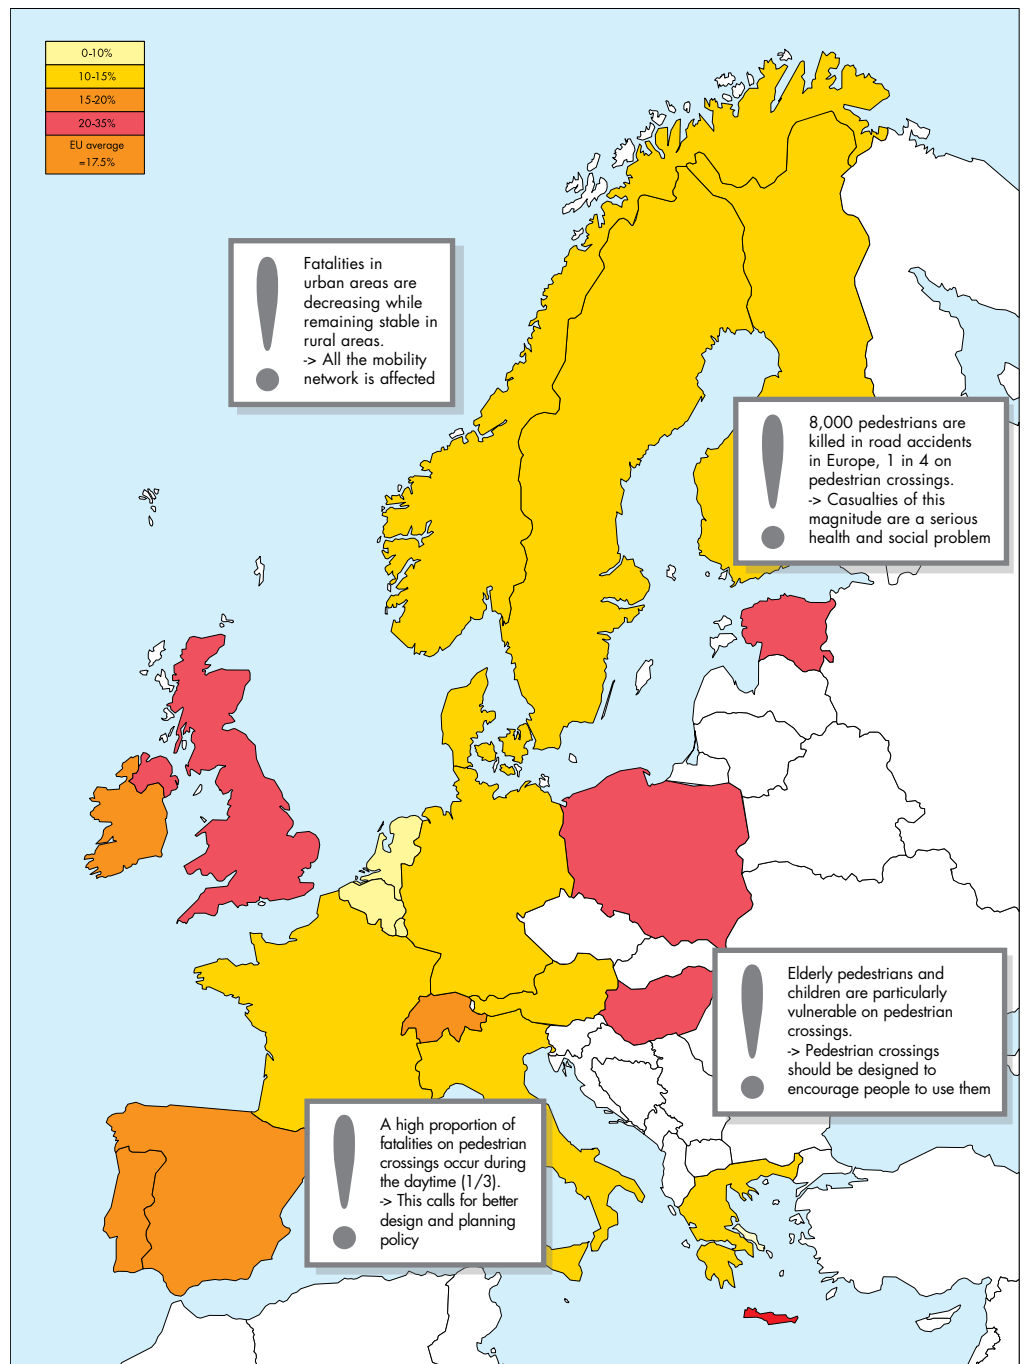 0-10%
10-15%
15-20%
20-35%
EU average
=17.5%
Fatalities in
urban areas are
decreasing while
remaining stable in
rural areas.
-> All the mobility
network is affected
8,000 pedestrians are
killed in road accidents
in Europe, 1 in 4 on
pedestrian crossings.
-> Casualties of this
magnitude are a serious
health and social problem
Elderly pedestrians and
children are particularly
vulnerable on pedestrian
crossings.
-> Pedestrian crossings
should be designed to
encourage people to use them
A high proportion of
fatalities on pedestrian
crossings occur during
the daytime (1/3).
-> This calls for better
design and planning
policy